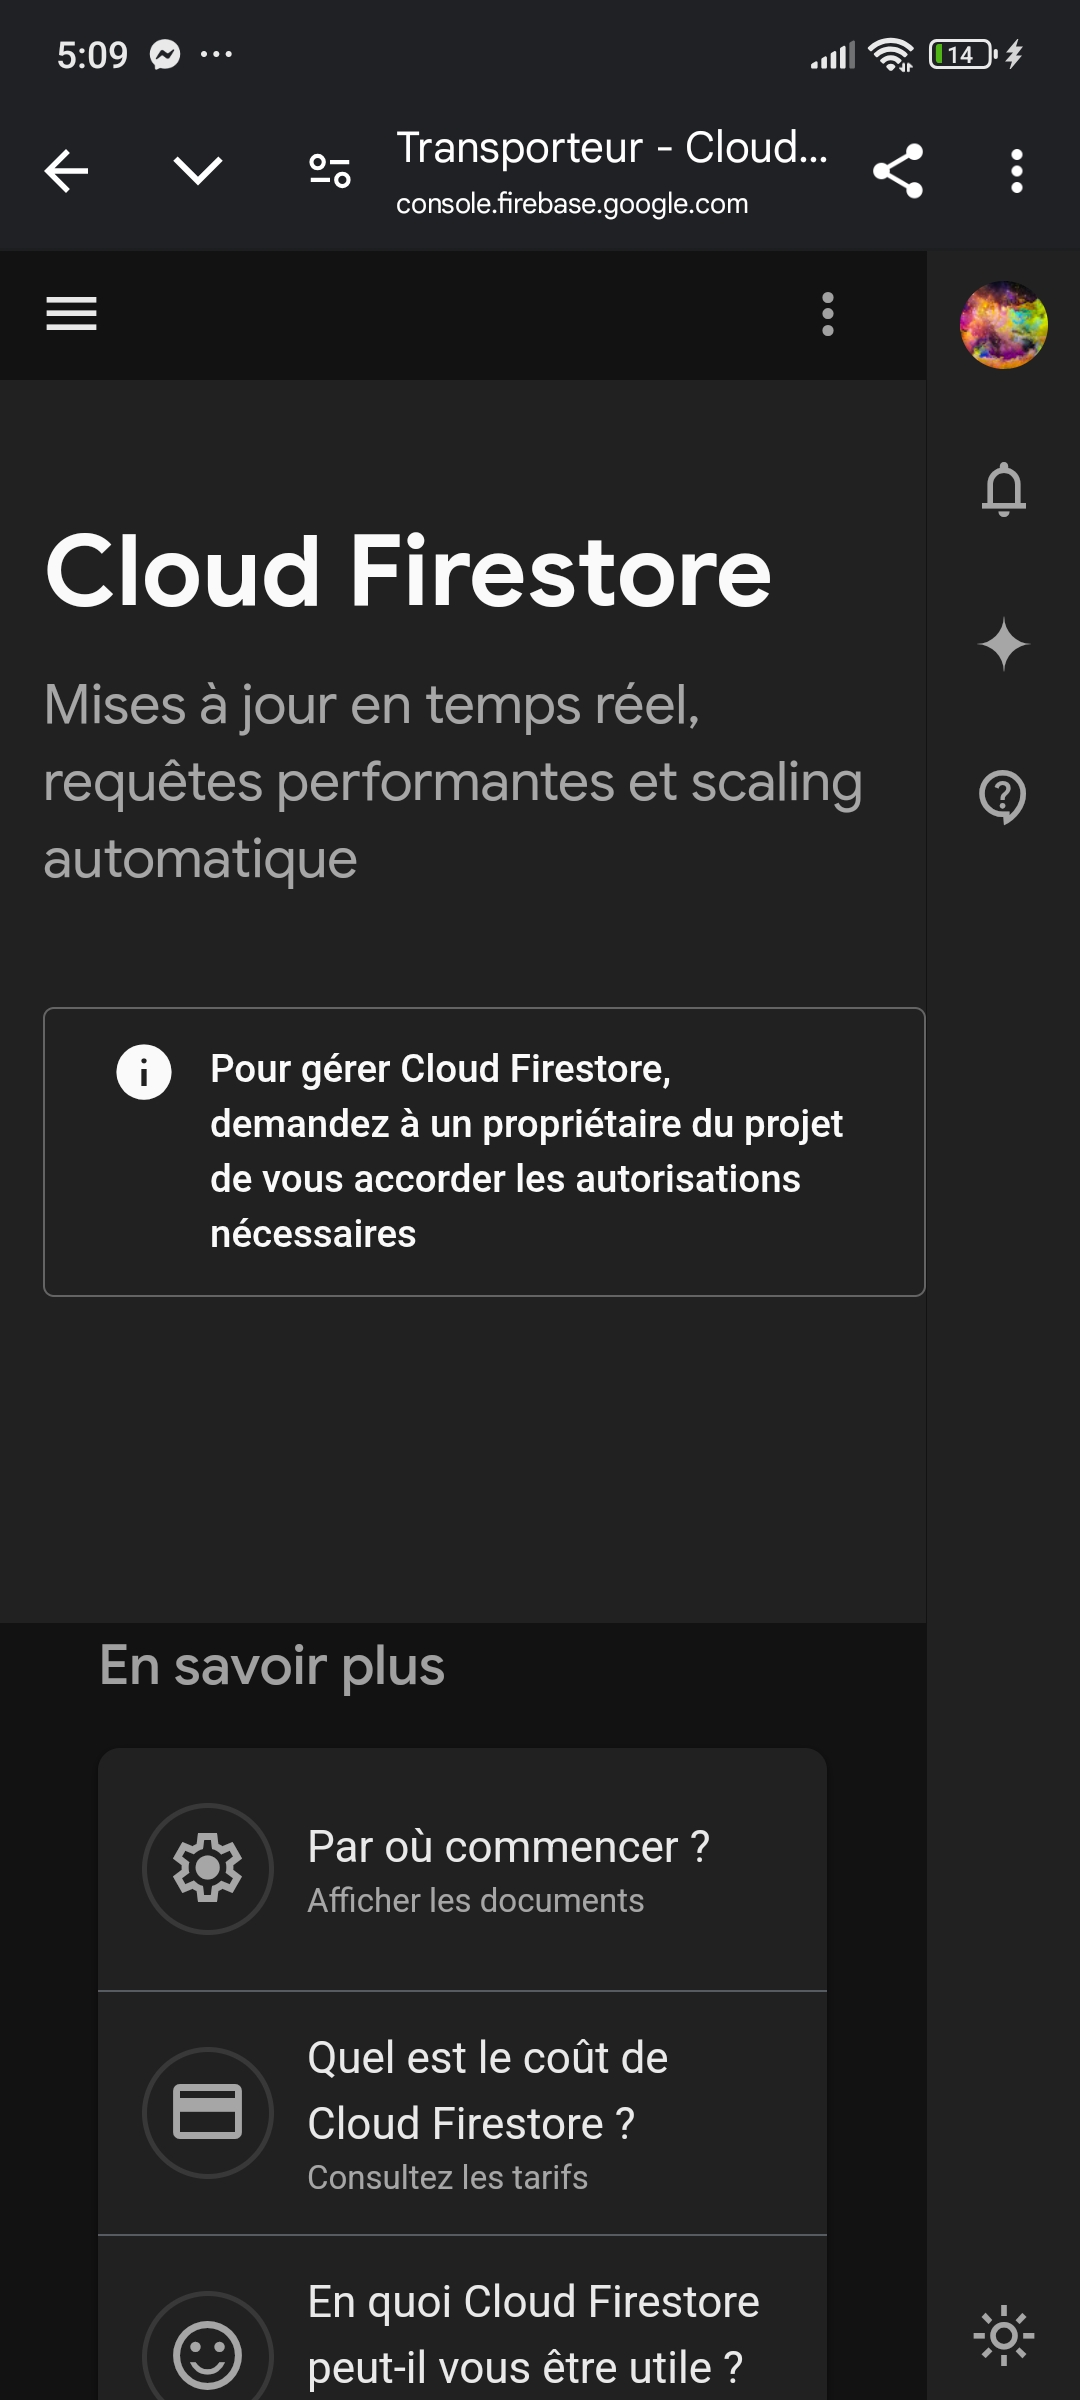 5:09
14
Transporteur - Cloud...
console.firebase.google.com
Cloud Firestore
Mises à jour en temps réel,
requêtes performantes et scaling
automatique
Pour gérer Cloud Firestore,
demandez à un propriétaire du projet
de vous accorder les autorisations
nécessaires
En savoir plus
Par où commencer ?
Afficher les documents
Quel est le coût de
Cloud Firestore ?
Consultez les tarifs
En quoi Cloud Firestore
peut-il vous être utile ?